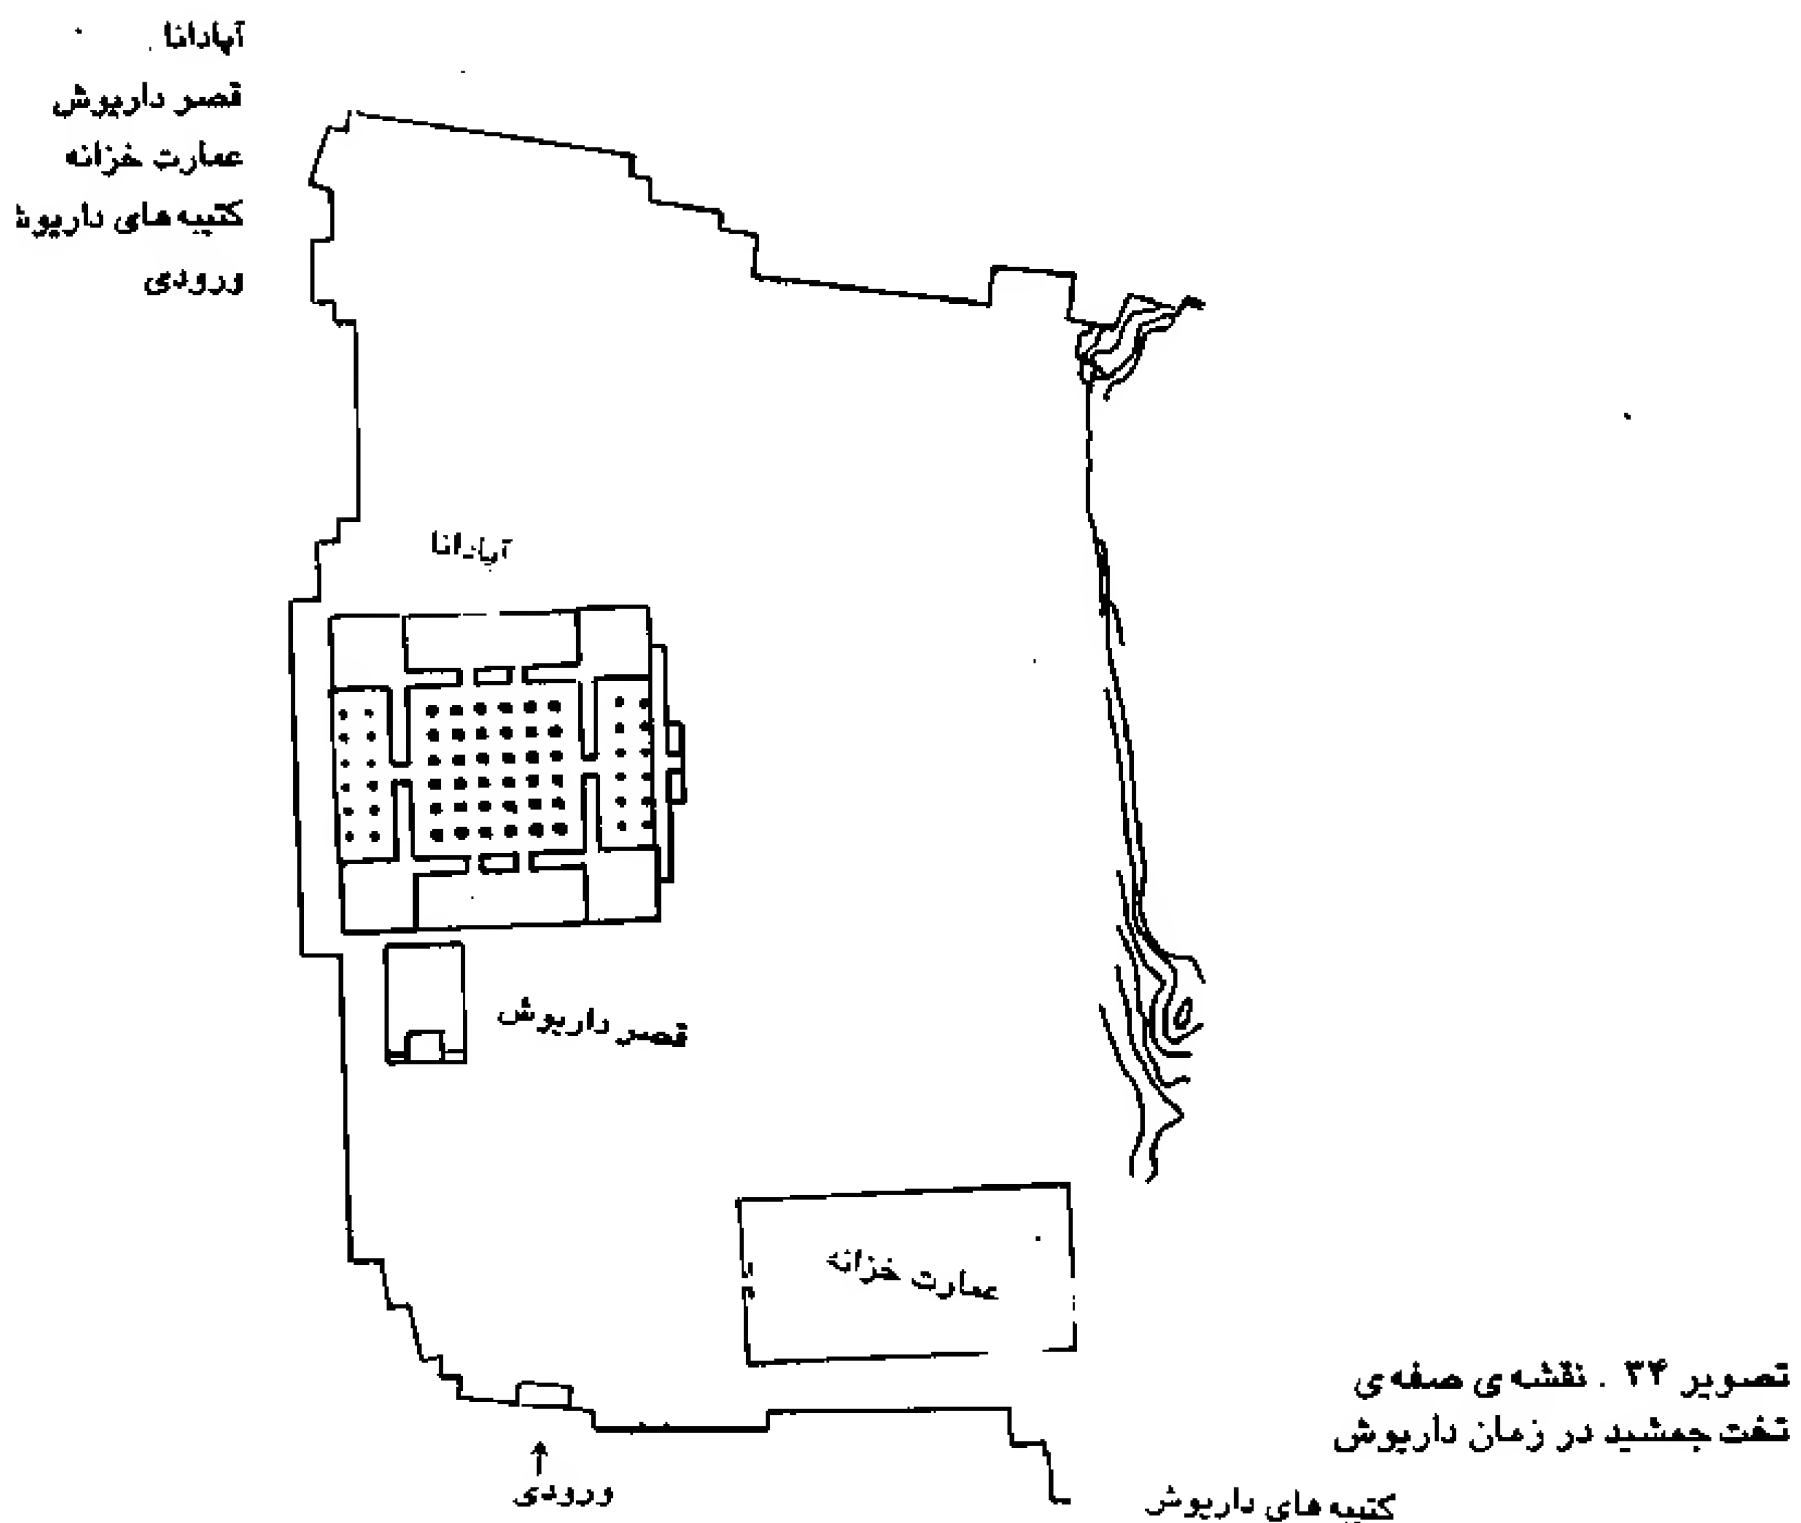 آپادانا
قصر داریوش
عمارت خزانه
کتیبه های داریوش
ورودی
آپادانا
قصر داریوش
عمارت خزانه
ورودی
کتیبه های داریوش
تصویر ۳۴ . نقشه ی صفه ی
تخت جمشید در زمان داریوش